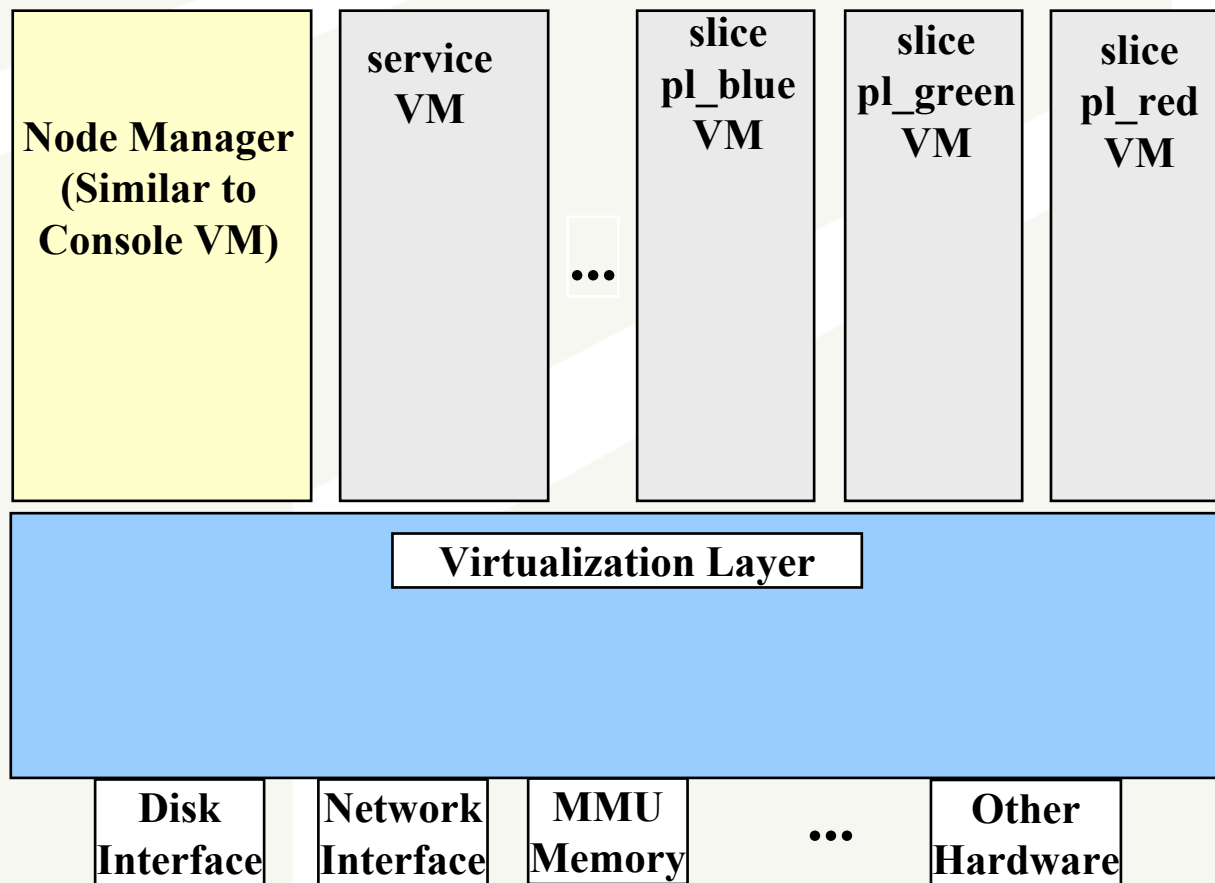 Node Manager
(Similar to
Console VM)
service
VM
...
slice
pl_blue
VM
slice
pl_green
VM
slice
pl_red
VM
Virtualization Layer
Disk
Interface
Network
Interface
MMU
Memory
...
Other
Hardware